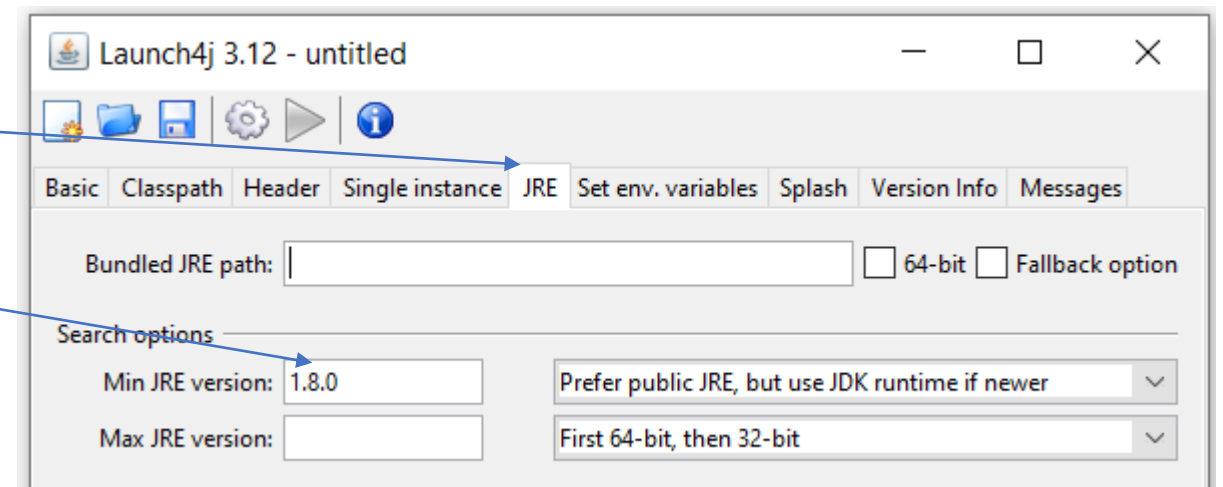 Launch4j 3.12 - untitled
Basic Classpath Header Single instance JRE Set env. variables Splash Version Info Messages
Bundled JRE path: 64-bit Fallback option
Search options
Min JRE version: 1.8.0 Prefer public JRE, but use JDK runtime if newer
Max JRE version: First 64-bit, then 32-bit